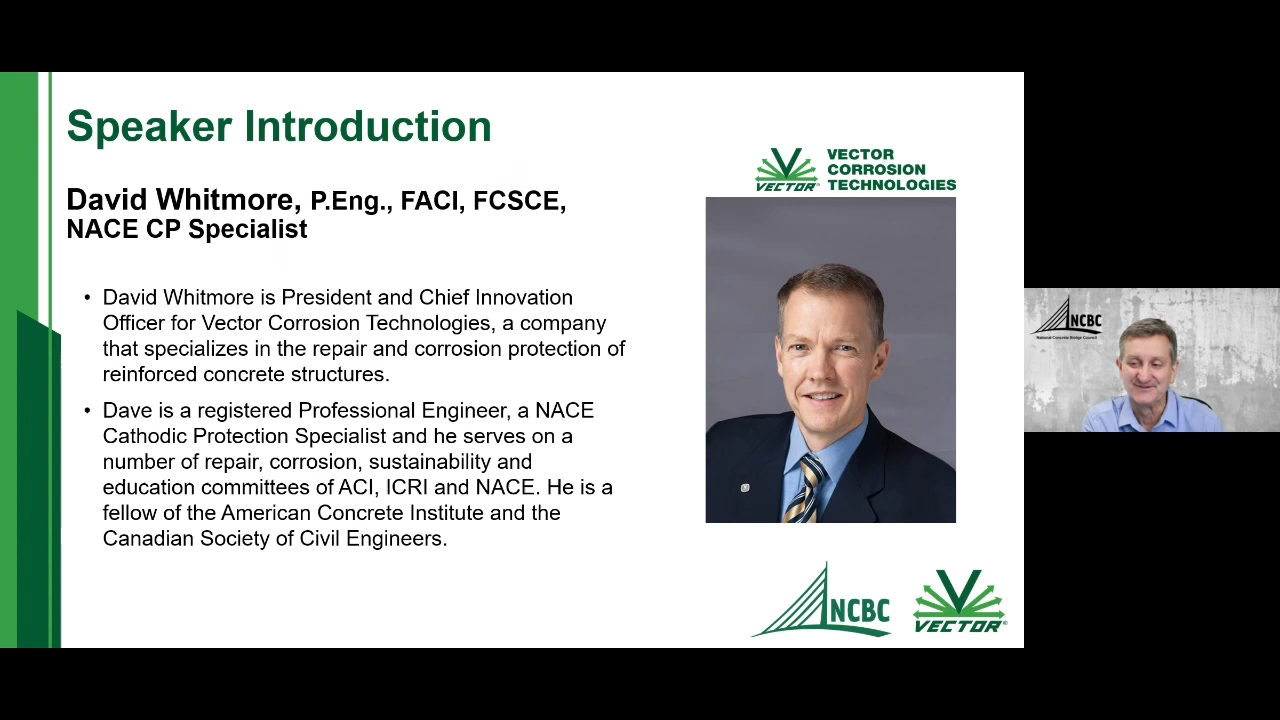 Speaker Introduction
VECTOR
CORROSION
TECHNOLOGIES
VECTOR®
David Whitmore, P.Eng., FACI, FCSCE,
NACE CP Specialist
• David Whitmore is President and Chief Innovation
Officer for Vector Corrosion Technologies, a company
that specializes in the repair and corrosion protection of
reinforced concrete structures.
• Dave is a registered Professional Engineer, a NACE
Cathodic Protection Specialist and he serves on a
number of repair, corrosion, sustainability and
education committees of ACI, ICRI and NACE. He is a
fellow of the American Concrete Institute and the
Canadian Society of Civil Engineers.
NCBC
VECTOR®
NCBC
National Concrete Bridge Council